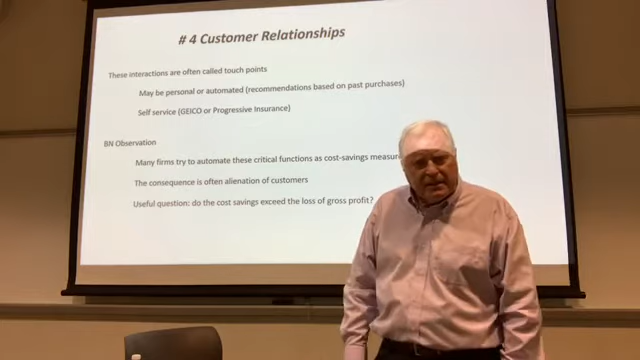 # 4 Customer Relationships
These interactions are often called touch points
May be personal or automated (recommendations based on past purchases)
Self service (GEICO or Progressive Insurance)
BN Observation
Many firms try to automate these critical functions as cost-savings
The consequence is often alienation of customers
Useful question: do the cost savings exceed the loss of gross profit?